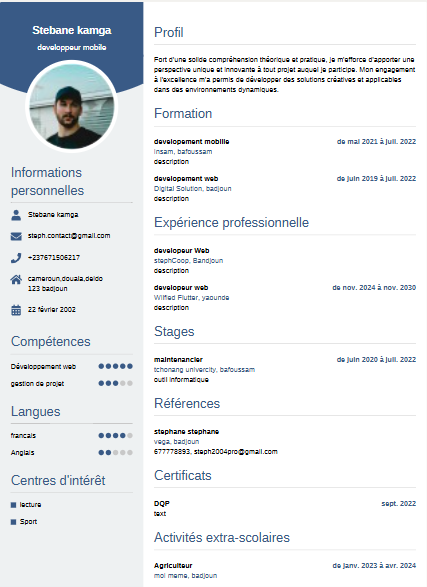 Stebane kamga
developpeur mobile
Informations
personnelles
Stebane kamga
steph.contact@gmail.com
+237671506217
cameroun,douala,deido
123 badjoun
22 février 2002
Compétences
Développement web
gestion de projet
Langues
francais
Anglais
Centres d'intérêt
lecture
Sport
Profil
Fort d'une solide compréhension théorique et pratique, je m'efforce d'apporter une
perspective unique et innovante à tout projet auquel je participe. Mon engagement
à l'excellence m'a permis de développer des solutions créatives et applicables
dans des environnements dynamiques.
Formation
developement mobile de mai 2021 à juil. 2022
insam, bafoussam
description
developement web de juin 2019 à juil. 2022
Digital Solution, badjoun
description
Expérience professionnelle
developeur Web
stephCoop, Bandjoun
description
developeur web de nov. 2024 à nov. 2030
Wilfied Flutter, yaounde
description
Stages
maintenancier de juin 2020 à juil. 2022
tchonang univercity, bafoussam
outil informatique
Références
stephane stephane
vega, badjoun
677778893, steph2004pro@gmail.com
Certificats
DQP sept. 2022
text
Activités extra-scolaires
Agriculteur de janv. 2023 à avr. 2024
moi meme, badjoun